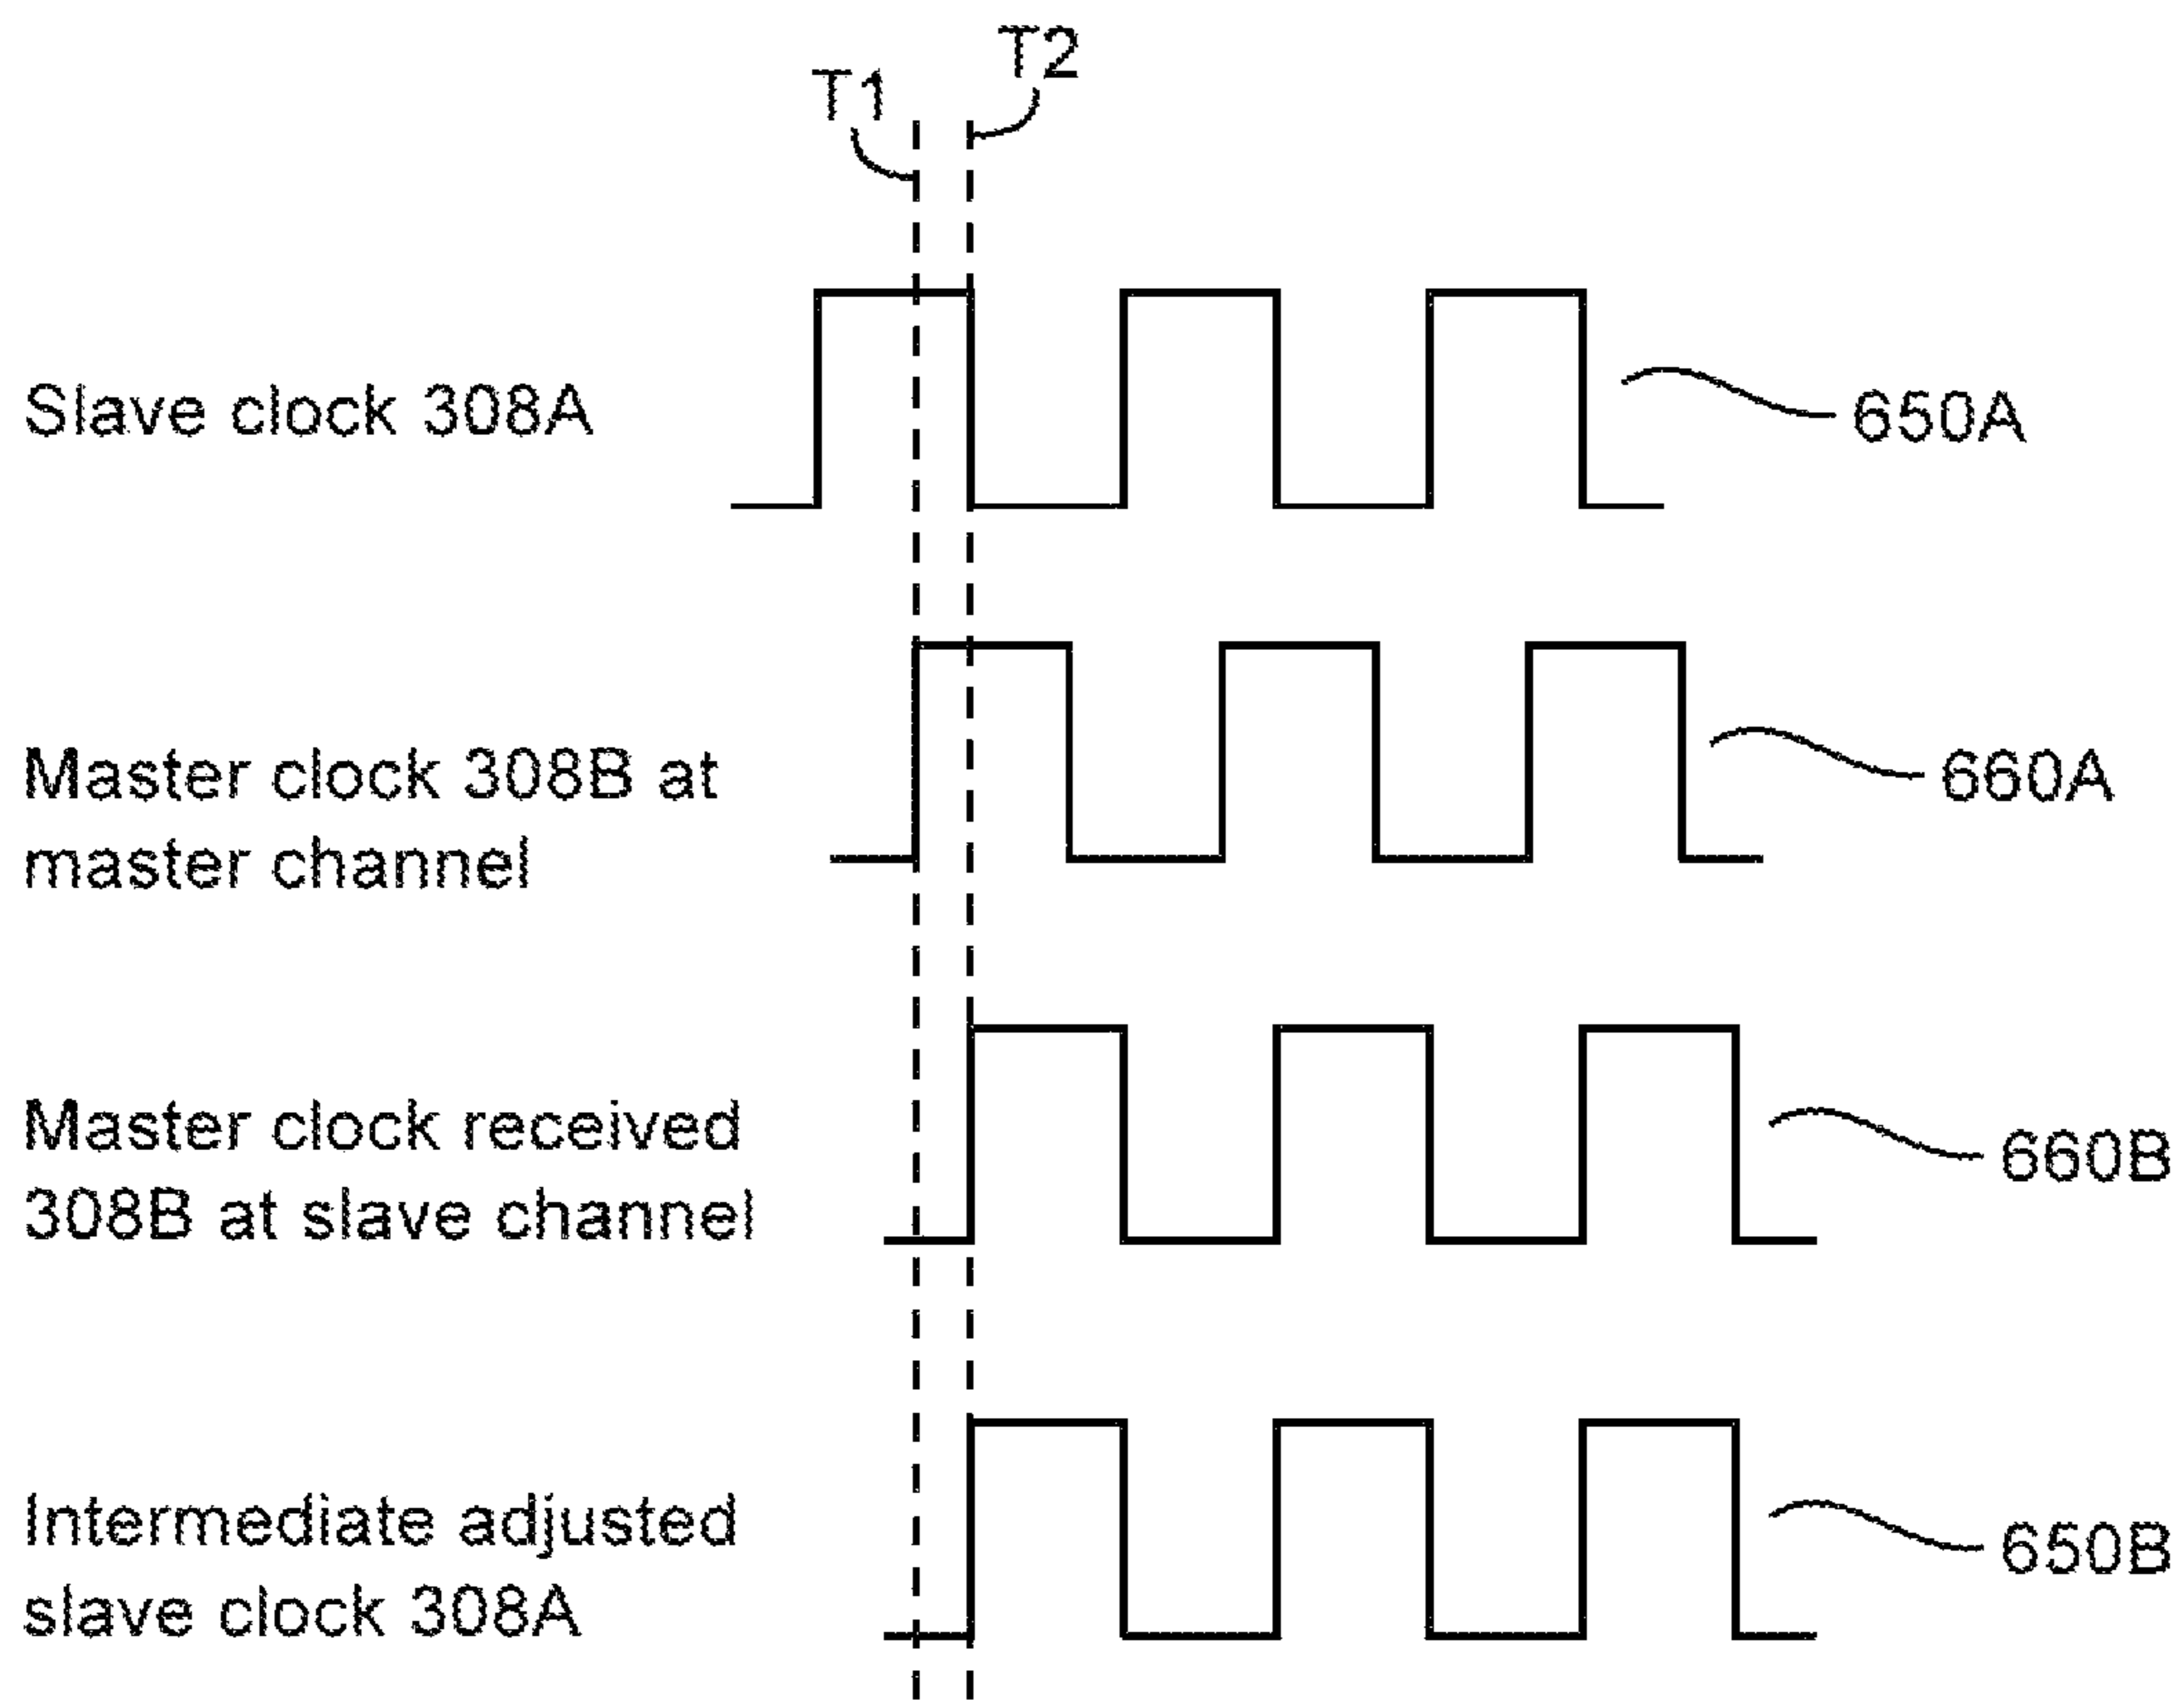 T1
T2
Slave clock 308A
650A
Master clock 308B at
master channel
660A
Master clock received
308B at slave channel
660B
Intermediate adjusted
slave clock 308A
650B